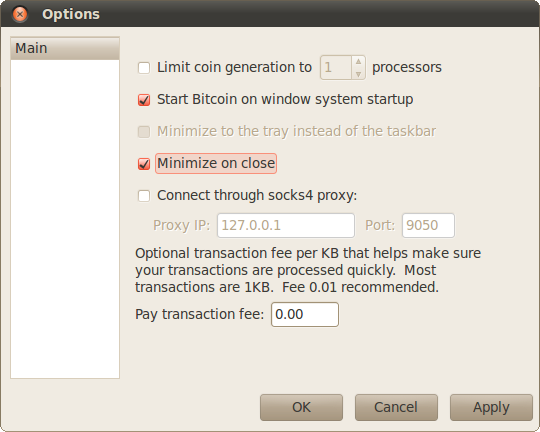 Options
Main
Limit coin generation to 1 processors
Start Bitcoin on window system startup
Minimize to the tray instead of the taskbar
Minimize on close
Connect through socks4 proxy:
Proxy IP: 127.0.0.1 Port: 9050
Optional transaction fee per KB that helps make sure
your transactions are processed quickly.  Most
transactions are 1KB.  Fee 0.01 recommended.
Pay transaction fee: 0.00
OK Cancel Apply